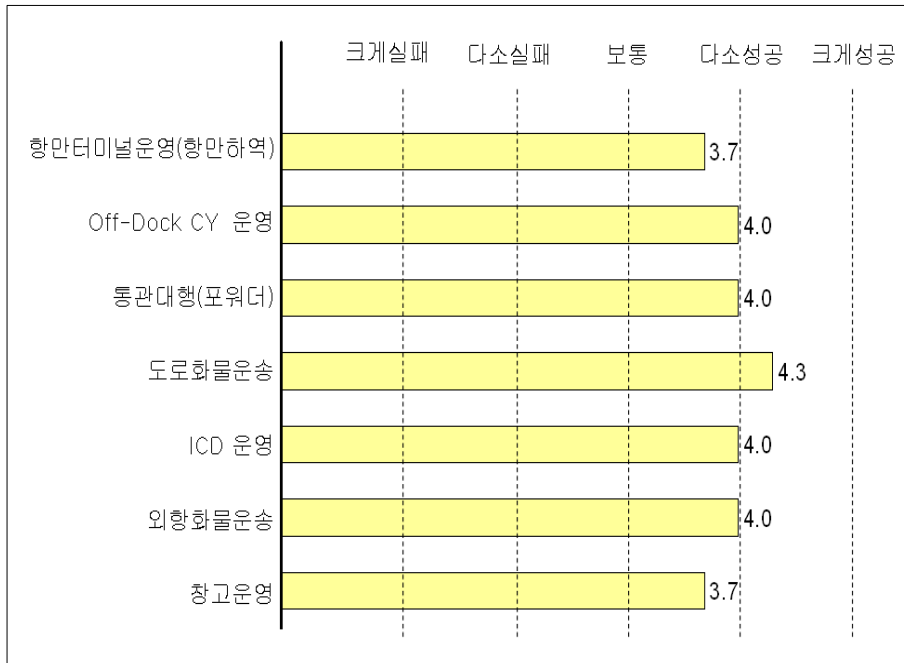 크게실패 다소실패 보통 다소성공 크게성공
항만터미널운영(항만하역) 3.7
Off-Dock CY 운영 4.0
통관대행(포워더) 4.0
도로화물운송 4.3
ICD 운영 4.0
외항화물운송 4.0
창고운영 3.7